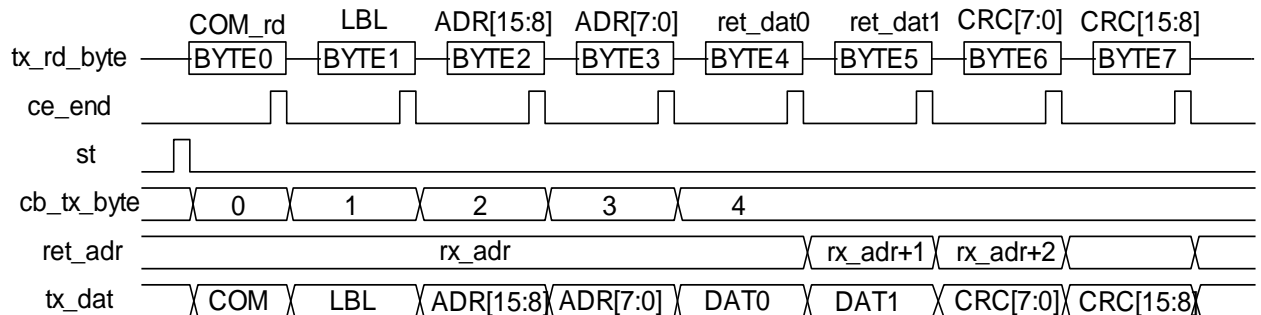 COM_rd LBL ADR[15:8] ADR[7:0] ret_dat0 ret_dat1 CRC[7:0] CRC[15:8]
tx_rd_byte BYTE0 BYTE1 BYTE2 BYTE3 BYTE4 BYTE5 BYTE6 BYTE7
ce_end
st
cb_tx_byte 0 1 2 3 4
ret_adr rx_adr rx_adr+1 rx_adr+2
tx_dat COM LBL ADR[15:8] ADR[7:0] DAT0 DAT1 CRC[7:0] CRC[15:8]